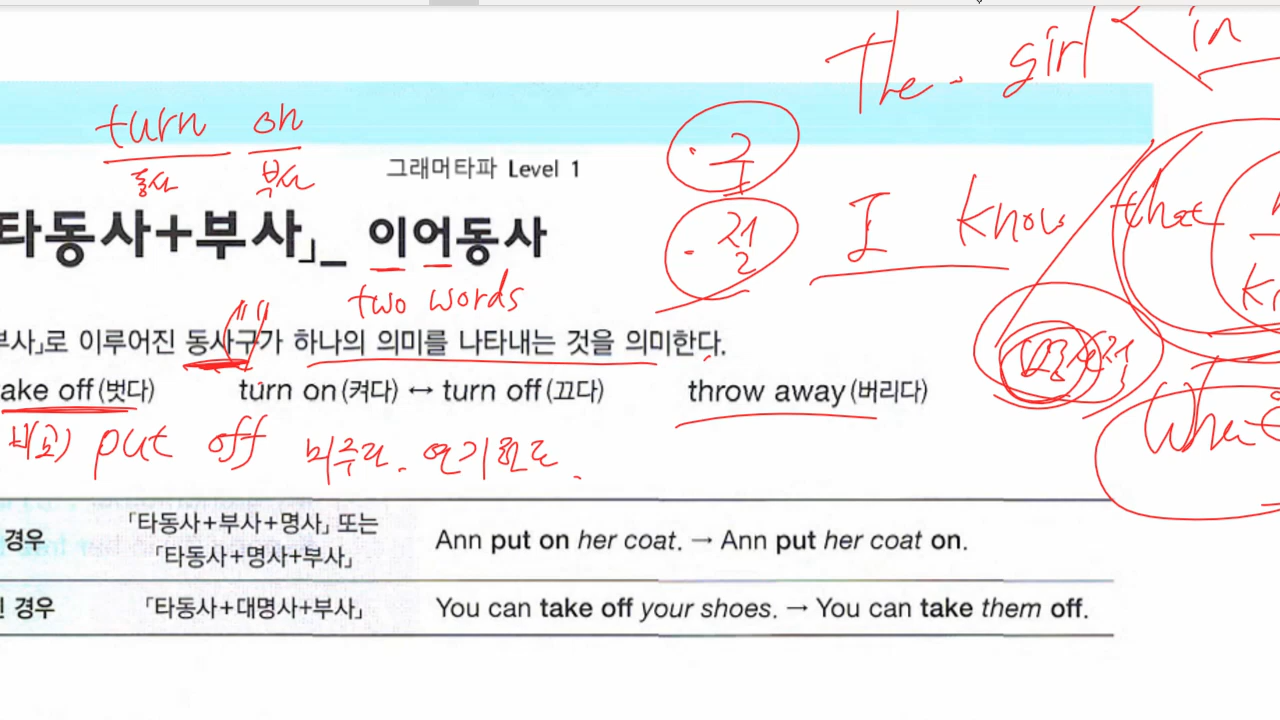 The girl in
turn on
동사 부사
그래머타파 Level 1
구
타동사+부사」_ 이어동사
절
I know that
two words
부사」로 이루어진 동사구가 하나의 의미를 나타내는 것을 의미한다.
ake off (벗다) turn on (켜다) ↔ turn off (끄다) throw away (버리다)
비교) put off 미루다. 연기하다.
What
경우 「타동사+부사+명사」 또는 「타동사+명사+부사」 Ann put on her coat. → Ann put her coat on.
경우 「타동사+대명사+부사」 You can take off your shoes. → You can take them off.